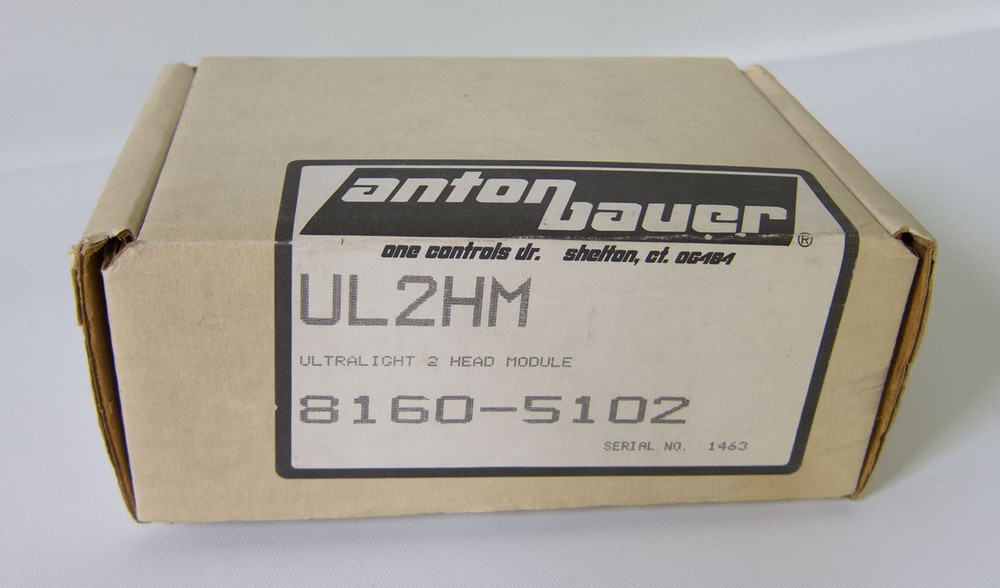 anton bauer®
one controls dr. shelton, ct. 06484
UL2HM
ULTRALIGHT 2 HEAD MODULE
8160-5102
SERIAL NO. 1463